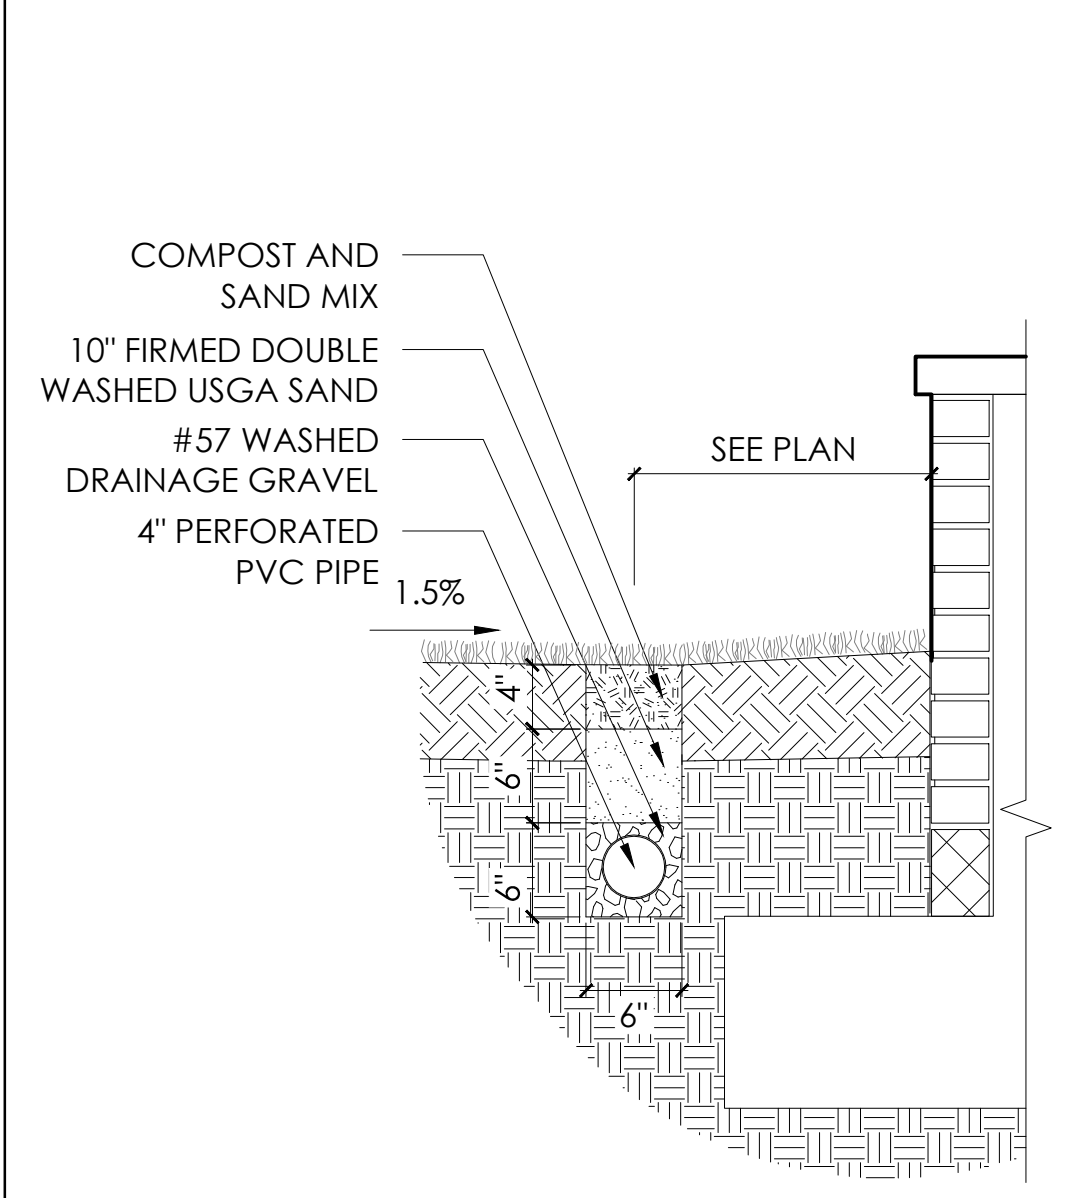 COMPOST AND
SAND MIX
10" FIRMED DOUBLE
WASHED USGA SAND
#57 WASHED
DRAINAGE GRAVEL
4" PERFORATED
PVC PIPE
1.5%
SEE PLAN
4"
6"
6"
6"